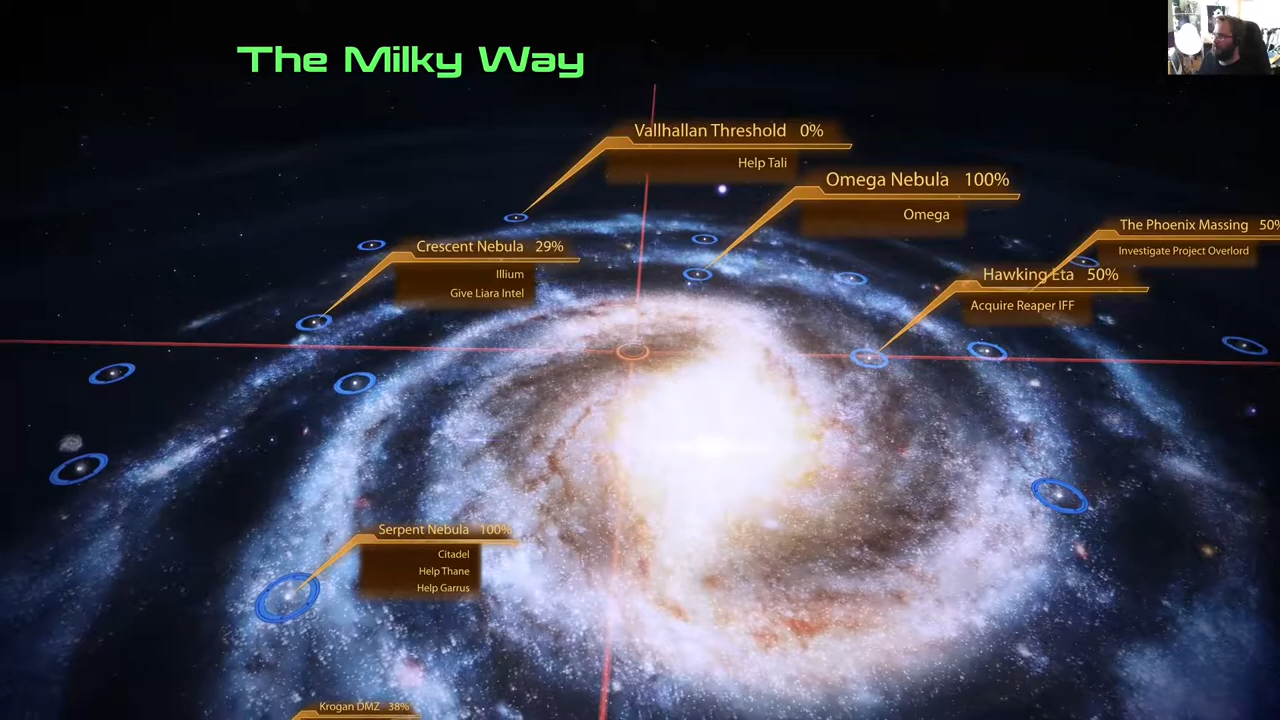 The Milky Way
Vallhallan Threshold 0%
Help Tali
Omega Nebula 100%
Omega
The Phoenix Massing 50%
Investigate Project Overlord
Crescent Nebula 29%
Illium
Give Liara Intel
Hawking Eta 50%
Acquire Reaper IFF
Serpent Nebula 100%
Citadel
Help Thane
Help Garrus
Krogan DMZ 38%